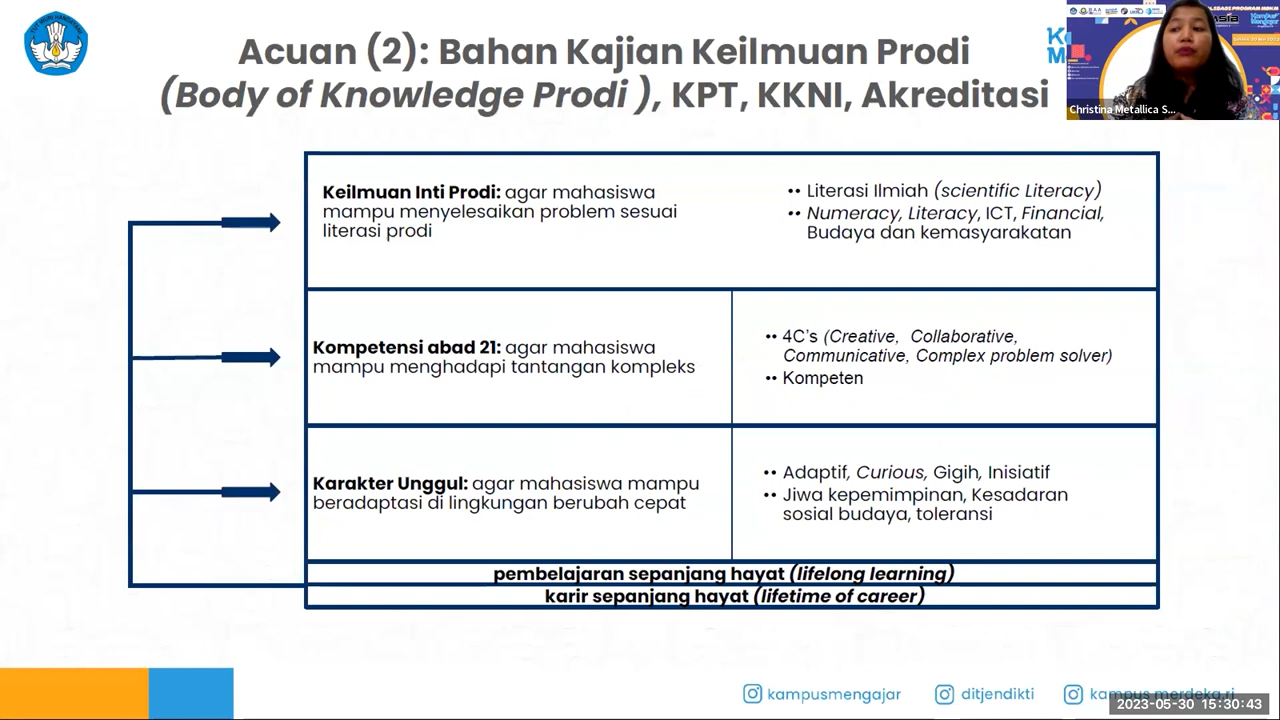 Acuan (2): Bahan Kajian Keilmuan Prodi
(Body of Knowledge Prodi ), KPT, KKNI, Akreditasi
Christina Metallica S...
Keilmuan Inti Prodi: agar mahasiswa
mampu menyelesaikan problem sesuai
literasi prodi
•• Literasi Ilmiah (scientific Literacy)
•• Numeracy, Literacy, ICT, Financial,
Budaya dan kemasyarakatan
Kompetensi abad 21: agar mahasiswa
mampu menghadapi tantangan kompleks
•• 4C's (Creative, Collaborative,
Communicative, Complex problem solver)
•• Kompeten
Karakter Unggul: agar mahasiswa mampu
beradaptasi di lingkungan berubah cepat
•• Adaptif, Curious, Gigih, Inisiatif
•• Jiwa kepemimpinan, Kesadaran
sosial budaya, toleransi
pembelajaran sepanjang hayat (lifelong learning)
karir sepanjang hayat (lifetime of career)
kampusmengajar
ditjendikti
kampus merdeka.ri
2023-05-30 15:30:43